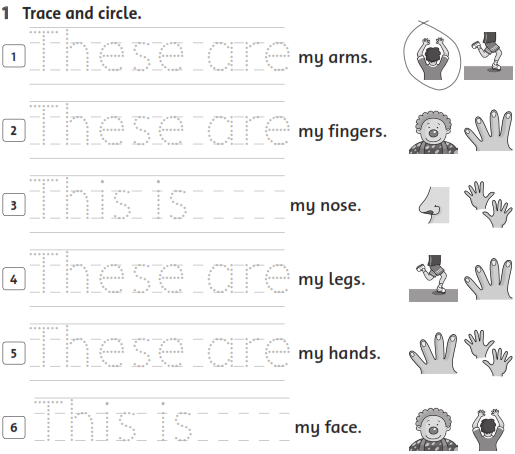 1 Trace and circle.
1 These are my arms.
2 These are my fingers.
3 This is my nose.
4 These are my legs.
5 These are my hands.
6 This is my face.